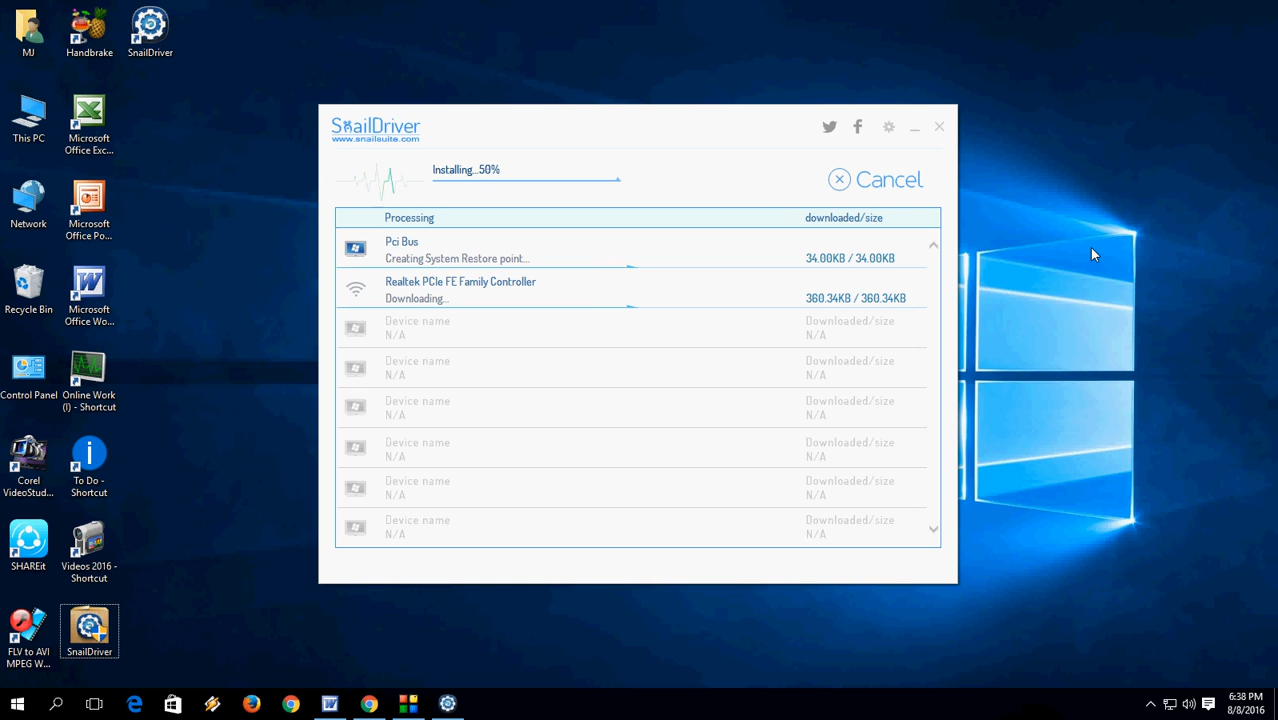 MJ
Handbrake
SnailDriver
This PC
Microsoft
Office Exc...
Network
Microsoft
Office Po...
Recycle Bin
Microsoft
Office Wo...
Control Panel
Online Work
(I) - Shortcut
Corel
VideoStud...
To Do -
Shortcut
SHAREit
Videos 2016 -
Shortcut
FLV to AVI
MPEG W...
SnailDriver
SnailDriver
www.snailsuite.com
Installing...50%
Cancel
Processing downloaded/size
Pci Bus
Creating System Restore point... 34.00KB / 34.00KB
Realtek PCIe FE Family Controller
Downloading... 360.34KB / 360.34KB
Device name Downloaded/size
N/A N/A
Device name Downloaded/size
N/A N/A
Device name Downloaded/size
N/A N/A
Device name Downloaded/size
N/A N/A
Device name Downloaded/size
N/A N/A
Device name Downloaded/size
N/A N/A
6:38 PM
8/8/2016